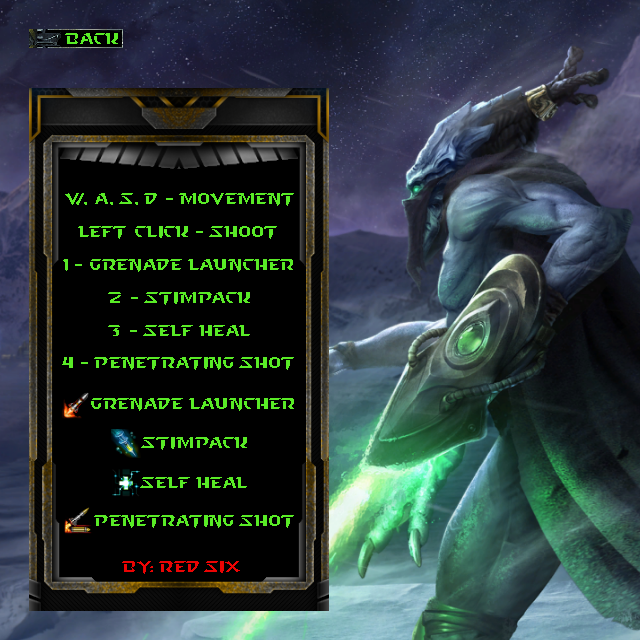 BACK
W, A, S, D - MOVEMENT
LEFT CLICK - SHOOT
1 - GRENADE LAUNCHER
2 - STIMPACK
3 - SELF HEAL
4 - PENETRATING SHOT
GRENADE LAUNCHER
STIMPACK
SELF HEAL
PENETRATING SHOT
BY: RED SIX